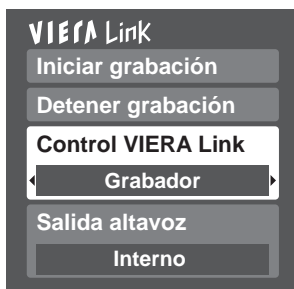 VIERA Link
Iniciar grabación
Detener grabación
Control VIERA Link
Grabador
Salida altavoz
Interno